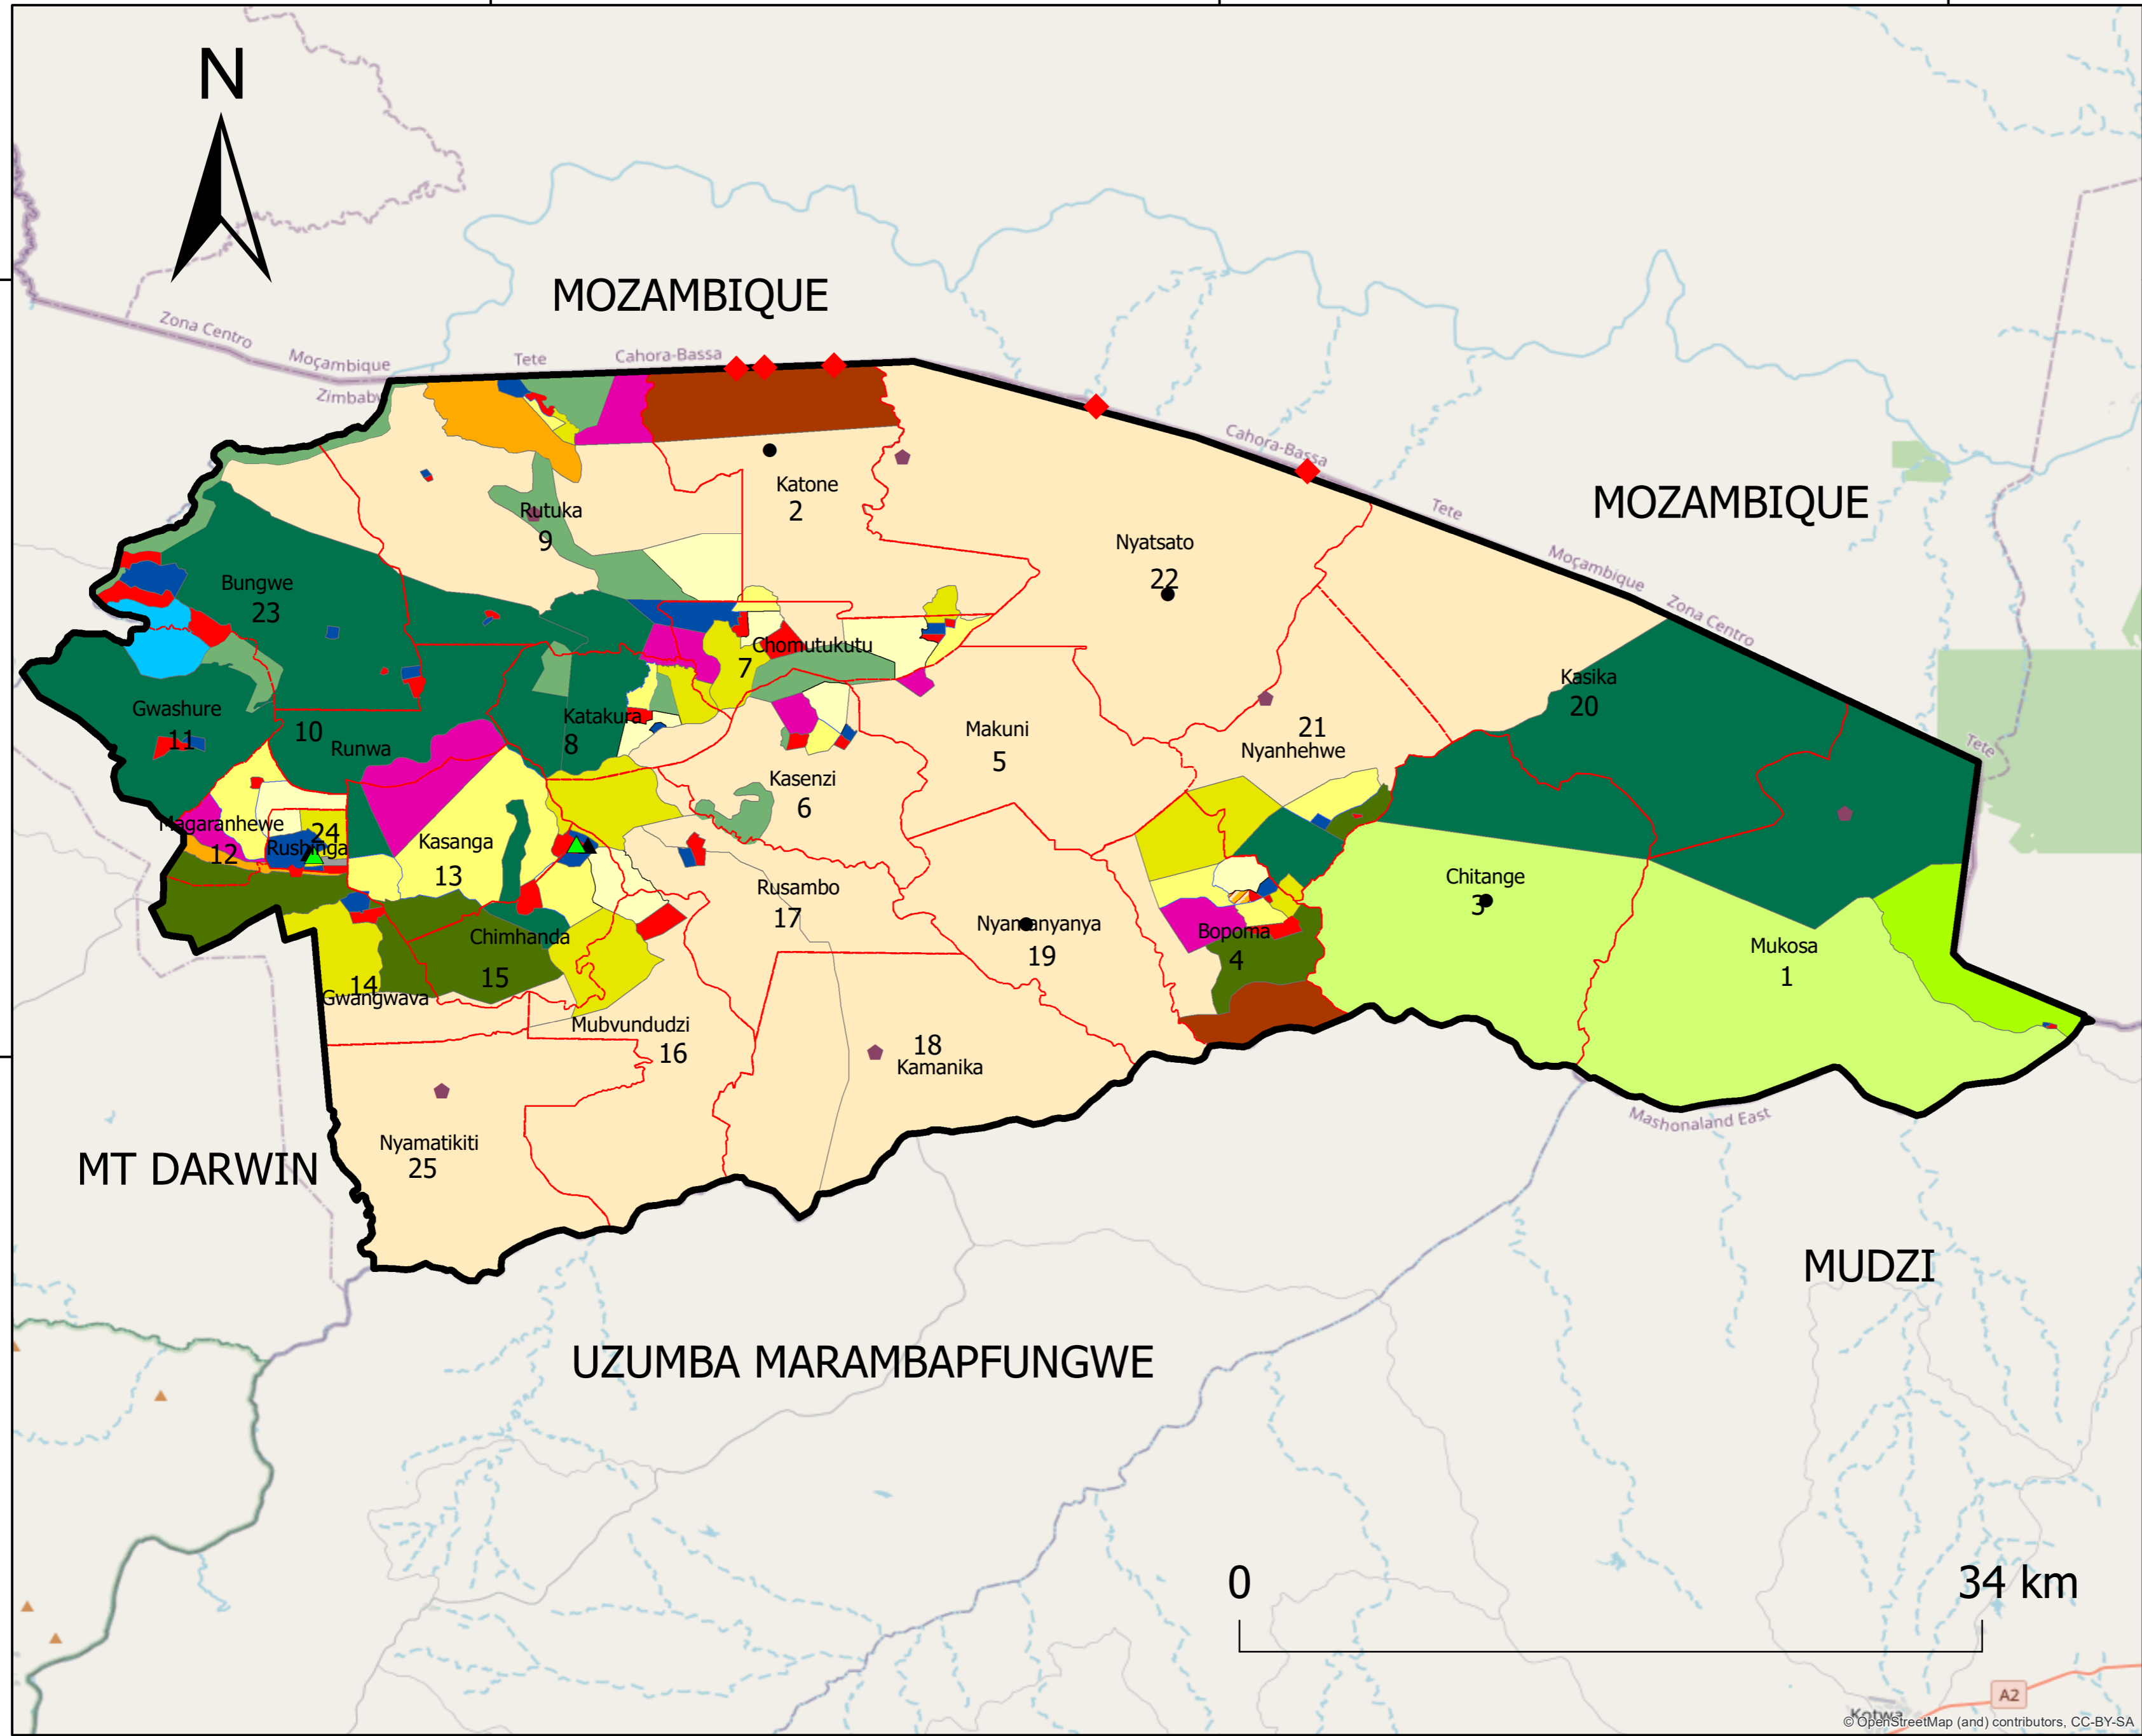 N
MOZAMBIQUE
Zona Centro
Moçambique
Tete
Cahora-Bassa
Zimbabw
Cahora-Bassa
Tete
MOZAMBIQUE
Moçambique
Zona Centro
Tete
Katone
2
Rutuka
9
Nyatsato
22
Bungwe
23
Chomutukutu
7
Kasika
20
Gwashure
11
10
Runwa
Katakura
8
Makuni
5
21
Nyanhehwe
Kasenzi
6
Magaranhewe
12
24
Rushinga
Kasanga
13
Rusambo
17
Chitange
3
Nyamanyanya
19
Bopoma
4
Mukosa
1
Chimhanda
15
14
Gwangwava
Mubvundudzi
16
18
Kamanika
Nyamatikiti
25
Mashonaland East
MT DARWIN
MUDZI
UZUMBA MARAMBAPFUNGWE
0
34 km
A2
Kotwa
© OpenStreetMap (and) contributors, CC-BY-SA